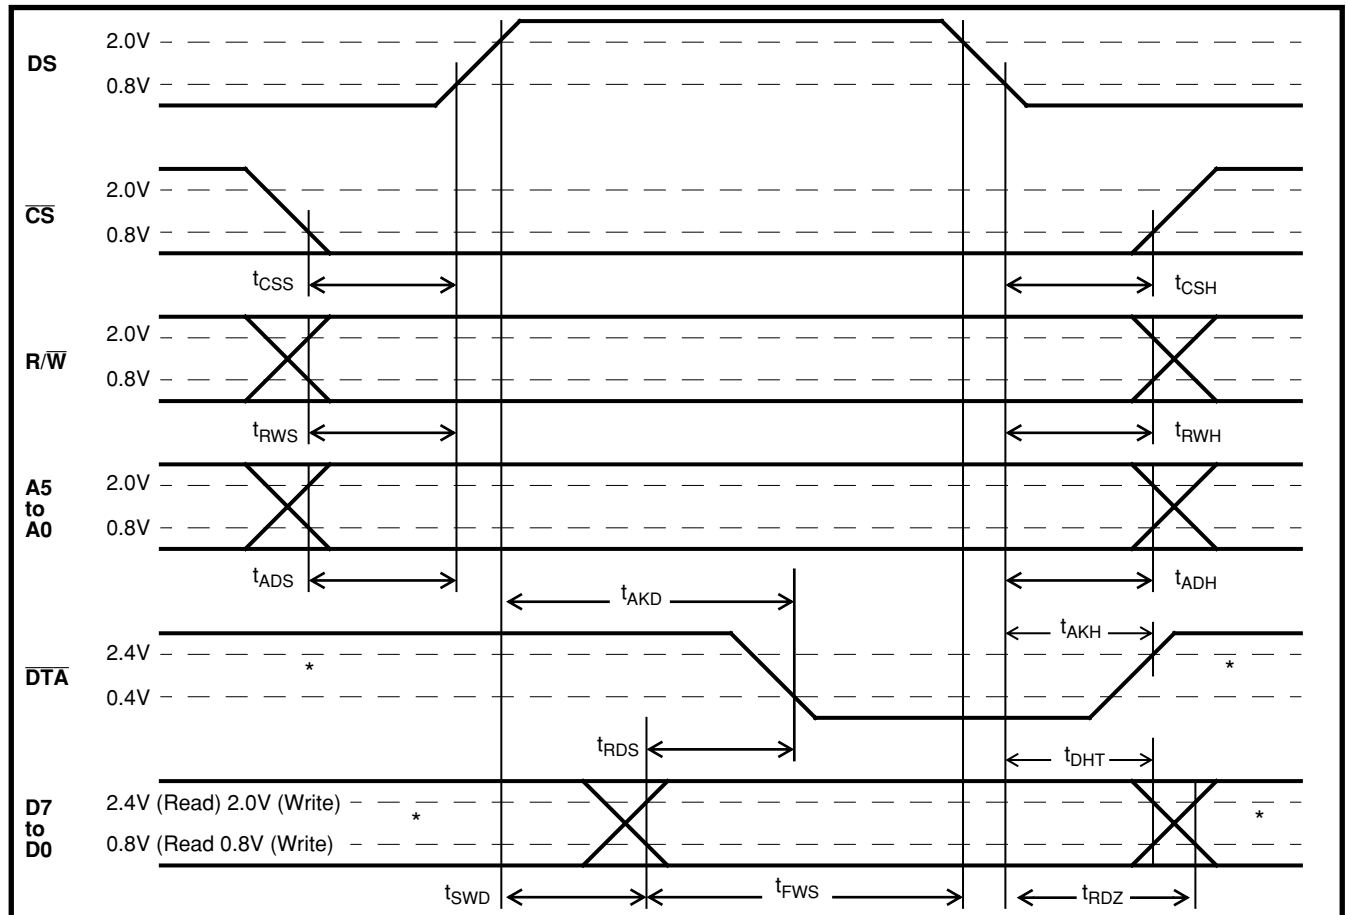 2.0V
DS
0.8V
2.0V
CS
0.8V
tCSS
tCSH
2.0V
R/W
0.8V
tRWS
tRWH
A5
to
A0
2.0V
0.8V
tADS
tAKD
tADH
tAKH
2.4V
DTA
*
*
0.4V
tRDS
tDHT
D7
to
D0
2.4V (Read) 2.0V (Write)
*
*
0.8V (Read 0.8V (Write)
tSWD
tFWS
tRDZ